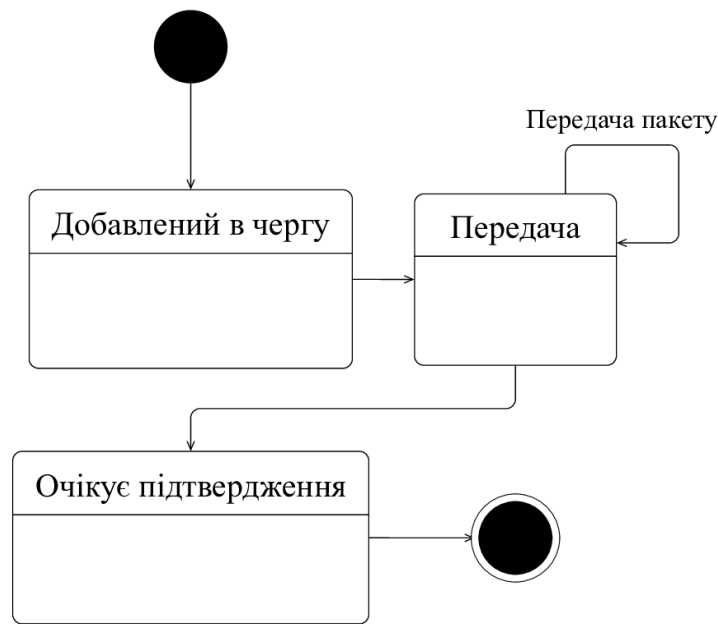 Передача пакету
Добавлений в чергу
Передача
Очікує підтвердження